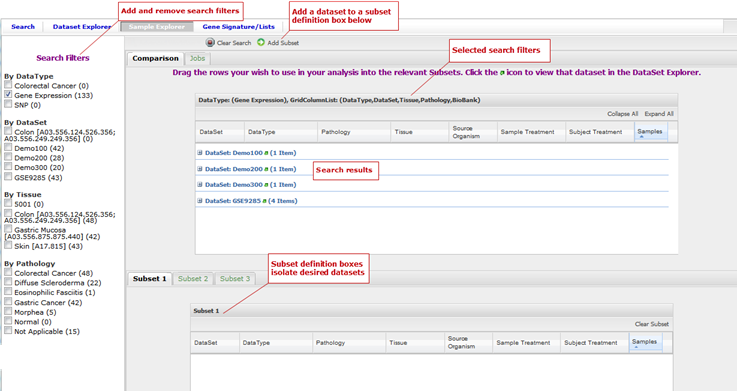 Add and remove search filters
Add a dataset to a subset
definition box below
Search
Dataset Explorer
Sample Explorer
Gene Signature/Lists
Clear Search
Add Subset
Selected search filters
Search Filters
Comparison
Jobs
Drag the rows your wish to use in your analysis into the relevant Subsets. Click the icon to view that dataset in the DataSet Explorer.
By DataType
Colorectal Cancer (0)
Gene Expression (133)
SNP (0)
By DataSet
Colon [A03.556.124.526.356;
A03.556.249.249.356] (0)
Demo100 (42)
Demo200 (28)
Demo300 (20)
GSE9285 (43)
By Tissue
5001 (0)
Colon [A03.556.124.526.356;
A03.556.249.249.356] (48)
Gastric Mucosa
[A03.556.875.875.440] (42)
Skin [A17.815] (43)
By Pathology
Colorectal Cancer (48)
Diffuse Scleroderma (22)
Eosinophilic Fasciitis (1)
Gastric Cancer (42)
Morphea (5)
Normal (0)
Not Applicable (15)
DataType: (Gene Expression), GridColumnList: (DataType,DataSet,Tissue,Pathology,BioBank)
Collapse All Expand All
DataSet DataType Pathology Tissue Source Organism Sample Treatment Subject Treatment Samples
DataSet: Demo100 (1 Item)
DataSet: Demo200 (1 Item)
DataSet: Demo300 (1 Item)
DataSet: GSE9285 (4 Items)
Search results
Subset definition boxes
isolate desired datasets
Subset 1
Subset 2
Subset 3
Subset 1
Clear Subset
DataSet DataType Pathology Tissue Source Organism Sample Treatment Subject Treatment Samples